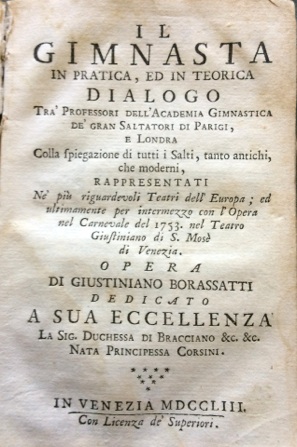 IL
GIMNASTA
IN PRATICA, ED IN TEORICA
DIALOGO
TRA' PROFESSORI DELL'ACADEMIA GIMNASTICA
DE' GRAN SALTATORI DI PARIGI,
E LONDRA
Colla spiegazione di tutti i Salti, tanto antichi,
che moderni,
RAPPRESENTATI
Ne' più riguardevoli Teatri dell'Europa; ed
ultimamente per intermezzo con l'Opera
nel Carnevale del 1753. nel Teatro
Giustiniano di S. Mosè
di Venezia.
OPERA
DI GIUSTINIANO BORASSATTI
DEDICATO
A SUA ECCELLENZA
LA SIG. DUCHESSA DI BRACCIANO &c. &c.
NATA PRINCIPESSA CORSINI.
IN VENEZIA MDCCLIII.
Con Licenza de' Superiori.